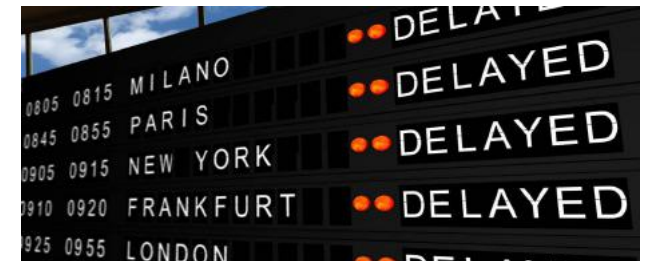 0805 0815 MILANO DELAYED
0845 0855 PARIS DELAYED
0905 0915 NEW YORK DELAYED
0910 0920 FRANKFURT DELAYED
0925 0955 LONDON DELAYED